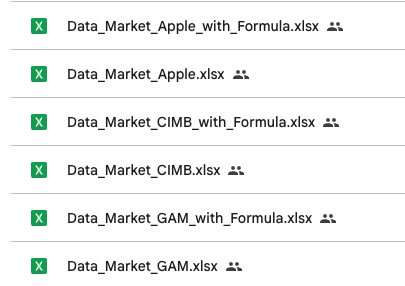 X Data_Market_Apple_with_Formula.xlsx
X Data_Market_Apple.xlsx
X Data_Market_CIMB_with_Formula.xlsx
X Data_Market_CIMB.xlsx
X Data_Market_GAM_with_Formula.xlsx
X Data_Market_GAM.xlsx